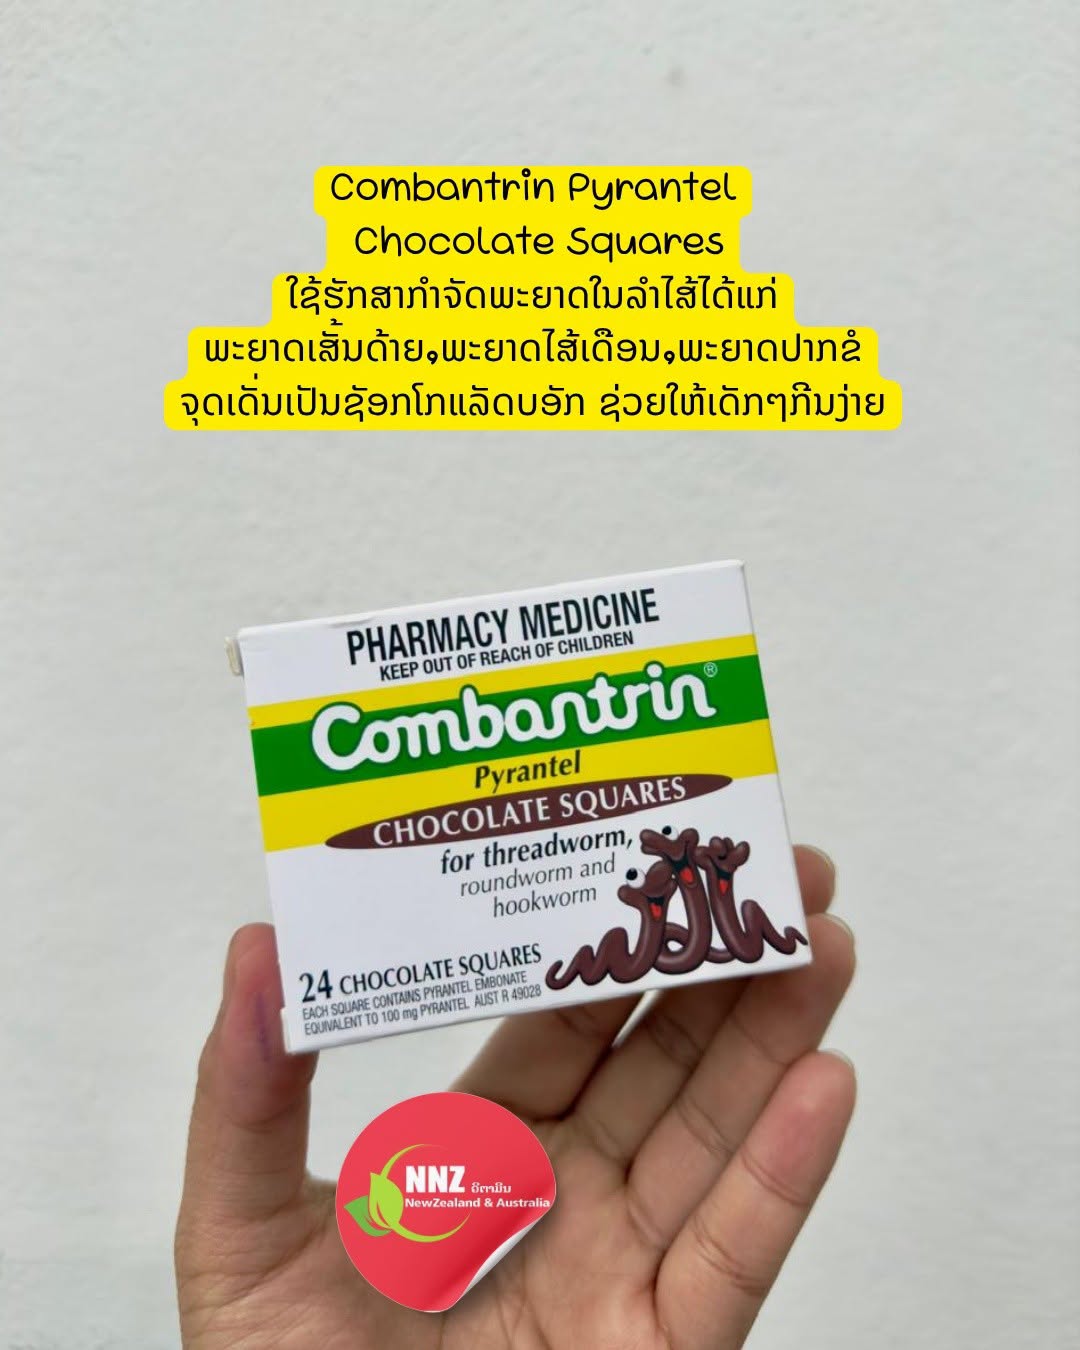 Combantrin Pyrantel
Chocolate Squares
ໃຊ້ຮັກສາກຳຈັດພະຍາດໃນລຳໄສ້ໄດ້ແກ່
ພະຍາດເສັ້ນດ້າຍ,ພະຍາດໄສ້ເດືອນ,ພະຍາດປາກຂໍ
ຈຸດເດັ່ນເປັນຊັອກໂກແລັດບອັກ ຊ່ວຍໃຫ້ເດັກໆກິນງ່າຍ
PHARMACY MEDICINE
KEEP OUT OF REACH OF CHILDREN
Combantrin®
Pyrantel
CHOCOLATE SQUARES
for threadworm,
roundworm and
hookworm
24 CHOCOLATE SQUARES
EACH SQUARE CONTAINS PYRANTEL EMBONATE
EQUIVALENT TO 100 mg PYRANTEL AUST R 49028
NNZ ວິຕາມິນ
NewZealand & Australia